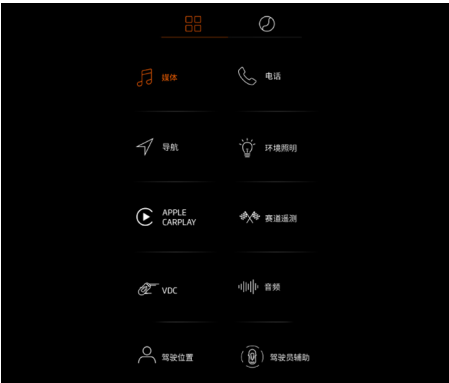 媒体
电话
导航
环境照明
APPLE
CARPLAY
赛道遥测
VDC
音频
驾驶位置
驾驶员辅助